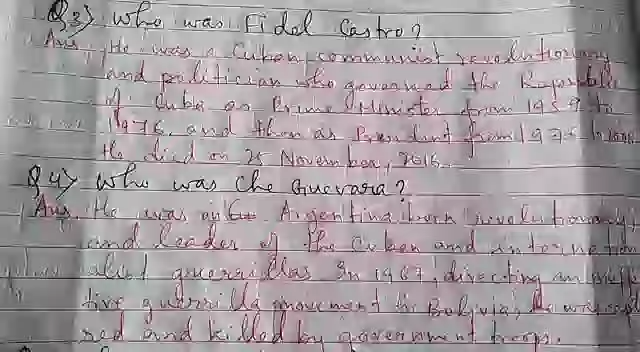 Q3) Who was Fidel Castro?
Ans, He was a Cuban communist revolutionary
and politician who governed the Republic
of Cuba as Prime Minister from 1959 to
1976, and then as President from 1976 to
He died on 25 November, 2016.
Q4) Who was Che Guevara?
Ans, He was Argentina born revolutionary,
and leader of the Cuban and
guerrillas In 1967, directing an
tive guerrilla movement in Bolivia, he was
red and killed by government troops.